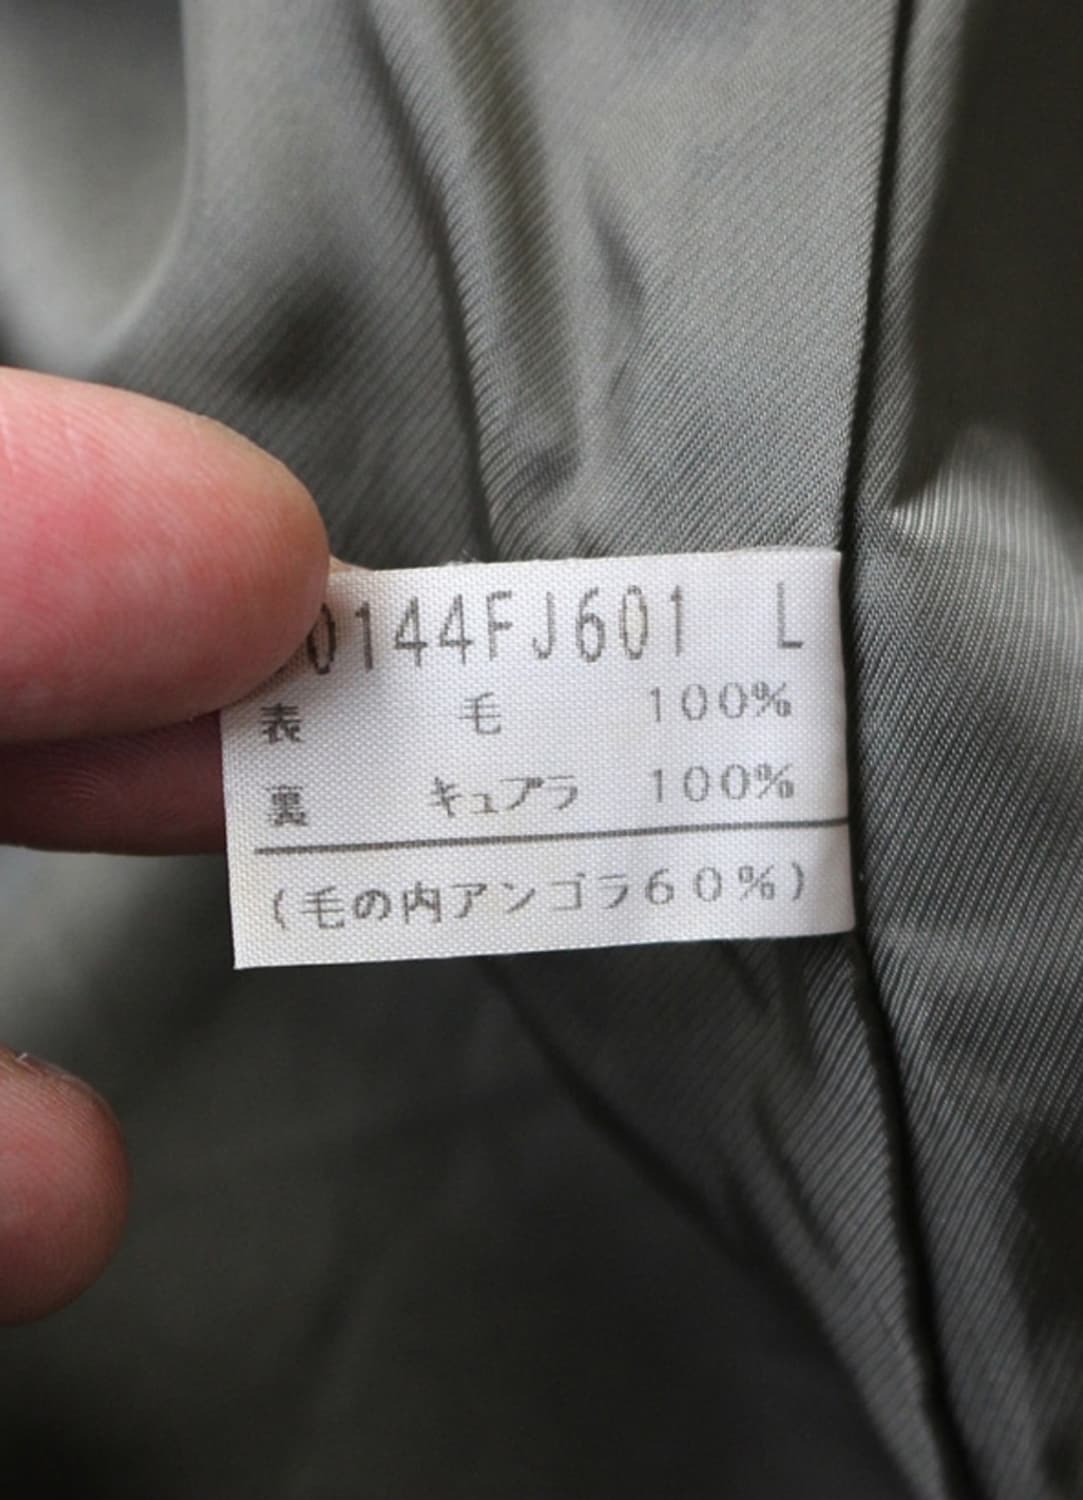 0144FJ601 L
表 毛 100%
裏 キュプラ 100%
(毛の内アンゴラ60%)